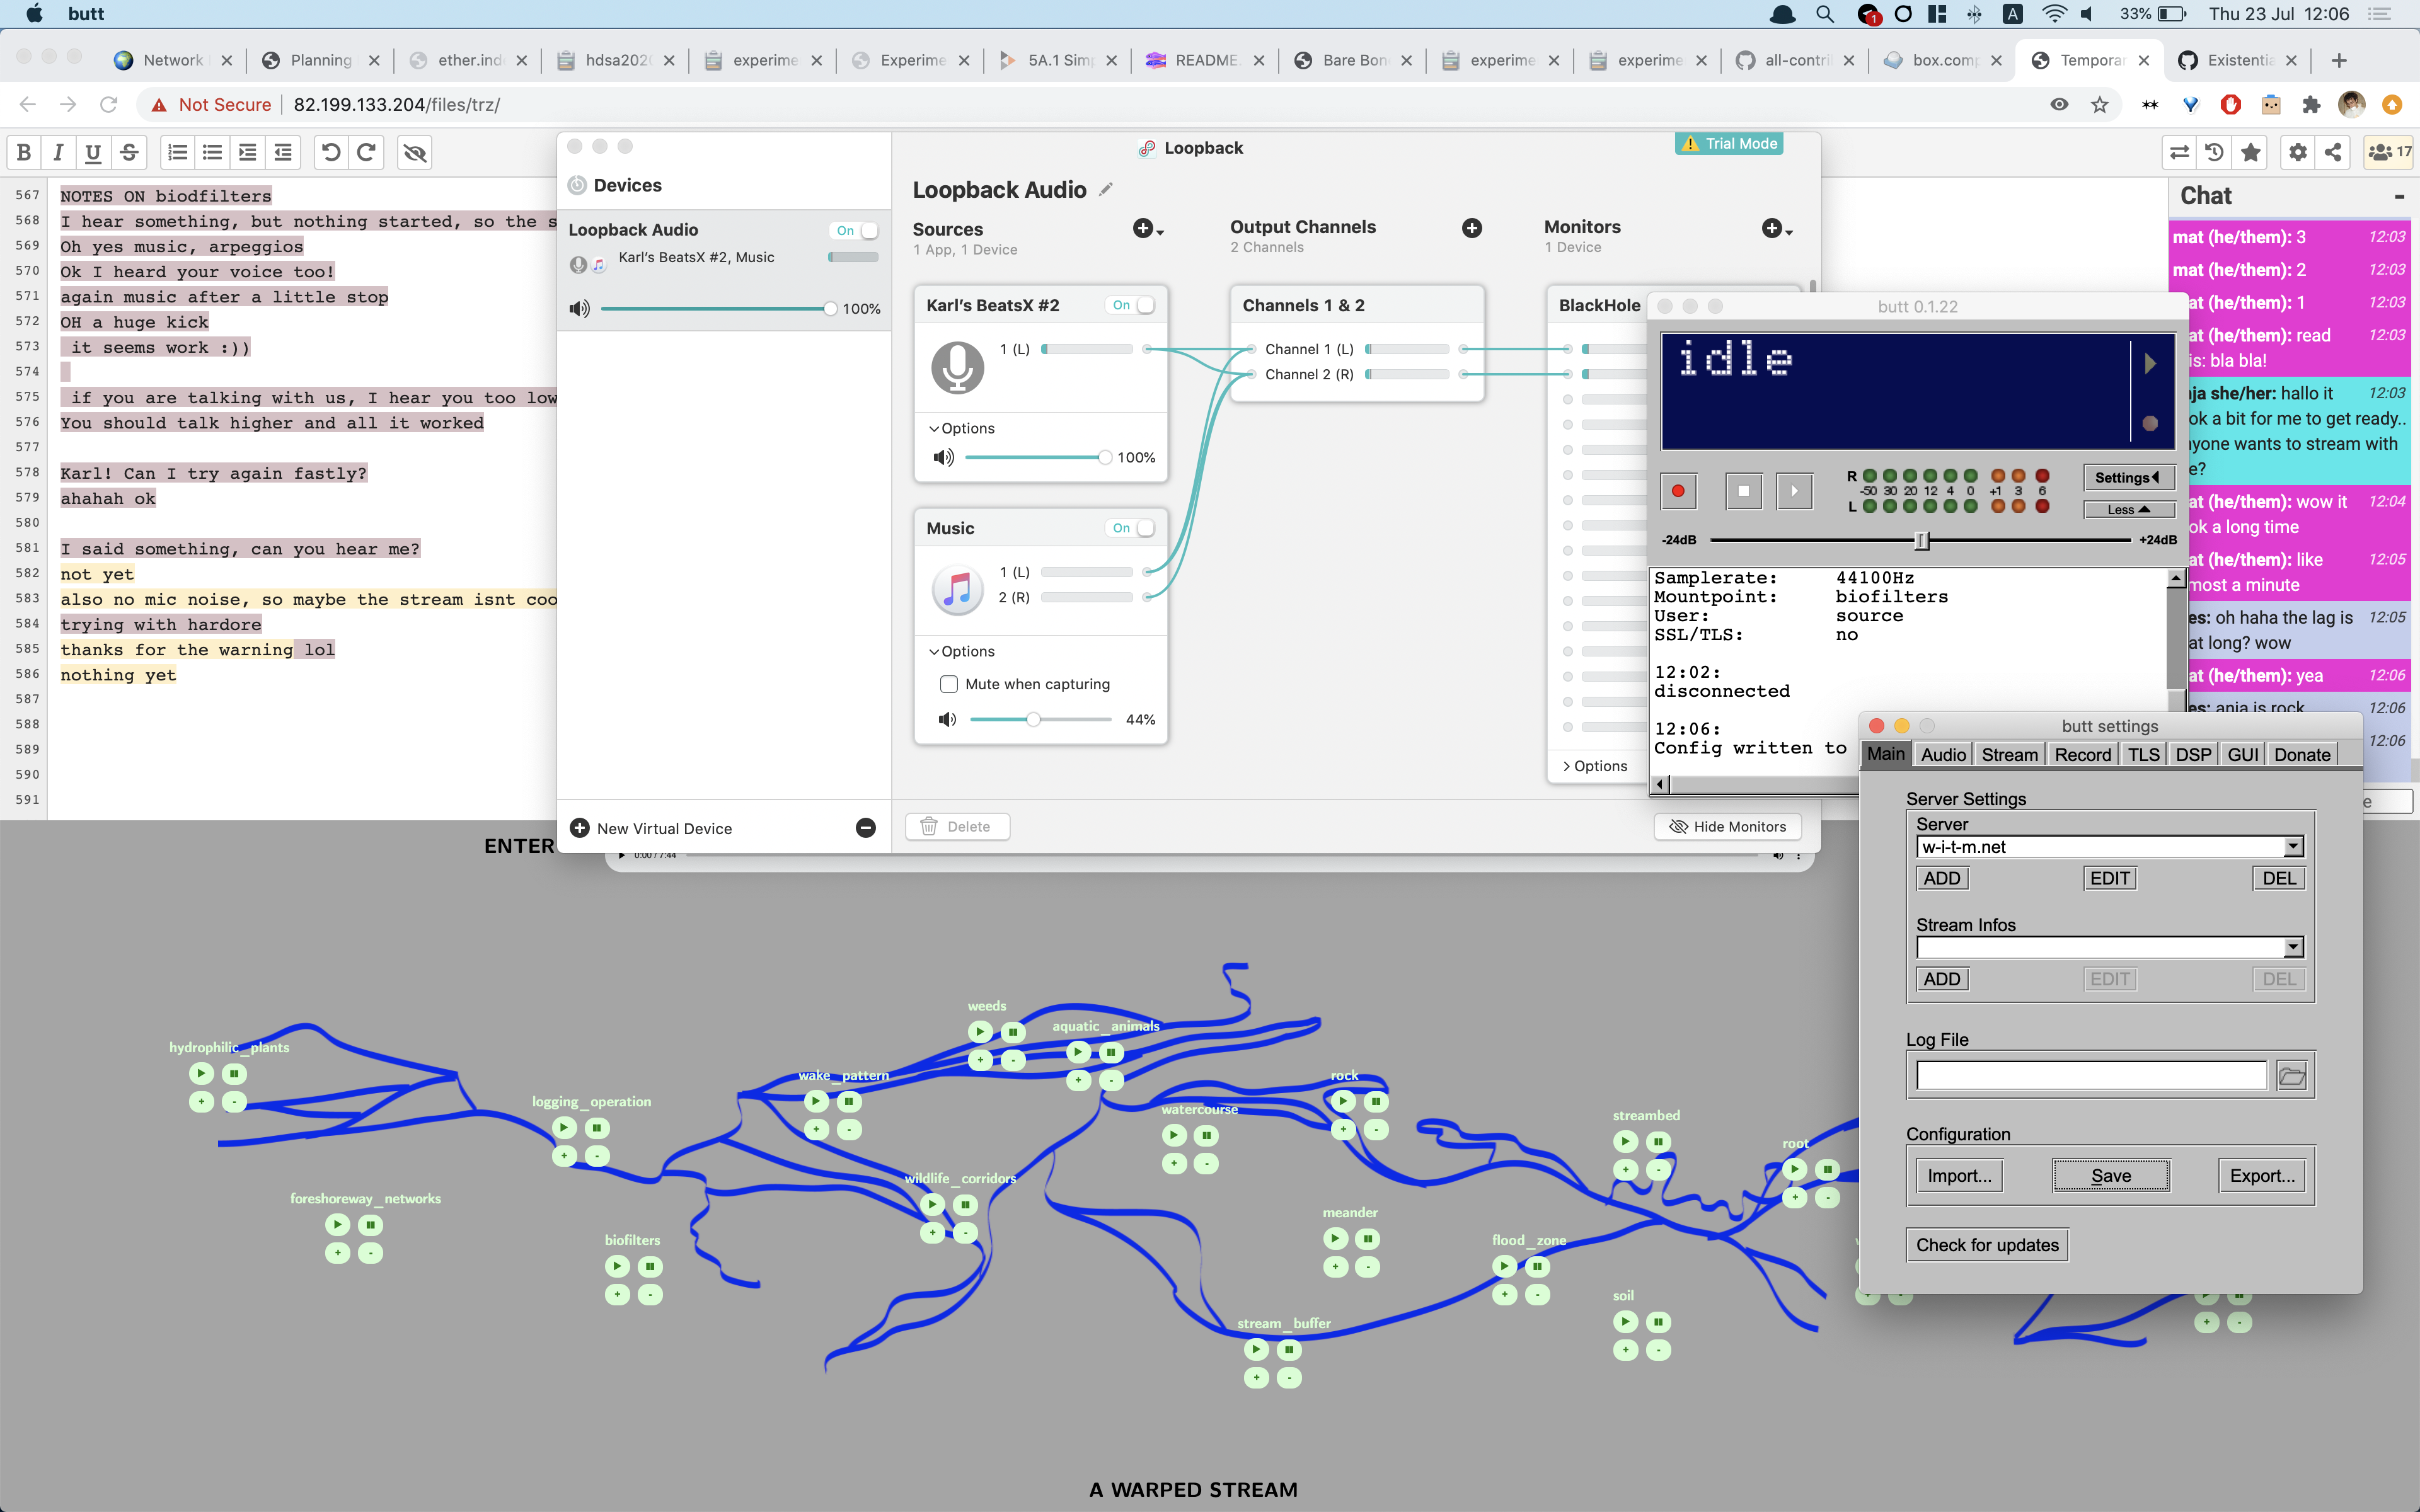 butt
33%
Thu 23 Jul 12:06
Network
Planning
ether.ind
hdsa202
experime
Experime
5A.1 Simp
README.
Bare Bon
experime
experime
all-contri
box.comp
Temporar
Existentia
Not Secure
82.199.133.204/files/trz/
17
567 NOTES ON biodfilters
568 I hear something, but nothing started, so the s
569 Oh yes music, arpeggios
570 Ok I heard your voice too!
571 again music after a little stop
572 OH a huge kick
573 it seems work :))
574
575 if you are talking with us, I hear you too low
576 You should talk higher and all it worked
577
578 Karl! Can I try again fastly?
579 ahahah ok
580
581 I said something, can you hear me?
582 not yet
583 also no mic noise, so maybe the stream isnt coo
584 trying with hardore
585 thanks for the warning lol
586 nothing yet
587
588
589
590
591
Loopback
Trial Mode
Devices
Loopback Audio
On
Karl's BeatsX #2, Music
100%
New Virtual Device
Loopback Audio
Sources
1 App, 1 Device
Output Channels
2 Channels
Monitors
1 Device
Karl's BeatsX #2
On
1 (L)
Options
100%
Music
On
1 (L)
2 (R)
Options
Mute when capturing
44%
Channels 1 & 2
Channel 1 (L)
Channel 2 (R)
BlackHole
Options
Delete
Hide Monitors
Chat
-
mat (he/them): 3 12:03
mat (he/them): 2 12:03
at (he/them): 1 12:03
at (he/them): read 12:03
is: bla bla!
ja she/her: hallo it 12:03
ok a bit for me to get ready..
yone wants to stream with
e?
at (he/them): wow it 12:04
ok a long time
at (he/them): like 12:05
most a minute
es: oh haha the lag is 12:05
at long? wow
at (he/them): yea 12:06
es: anja is rock 12:06
12:06
butt 0.1.22
idle
R
-50 30 20 12 4 0 +1 3 6
L
Settings
Less
-24dB
+24dB
Samplerate: 44100Hz
Mountpoint: biofilters
User: source
SSL/TLS: no
12:02:
disconnected
12:06:
Config written to
butt settings
Main Audio Stream Record TLS DSP GUI Donate
Server Settings
Server
w-i-t-m.net
ADD EDIT DEL
Stream Infos
ADD EDIT DEL
Log File
Configuration
Import... Save Export...
Check for updates
ENTER
0:00 / 7:44
weeds
aquatic_animals
hydrophilic_plants
wake_pattern
rock
logging_operation
watercourse
streambed
root
wildlife_corridors
foreshoreway_networks
meander
biofilters
flood_zone
soil
stream_buffer
A WARPED STREAM